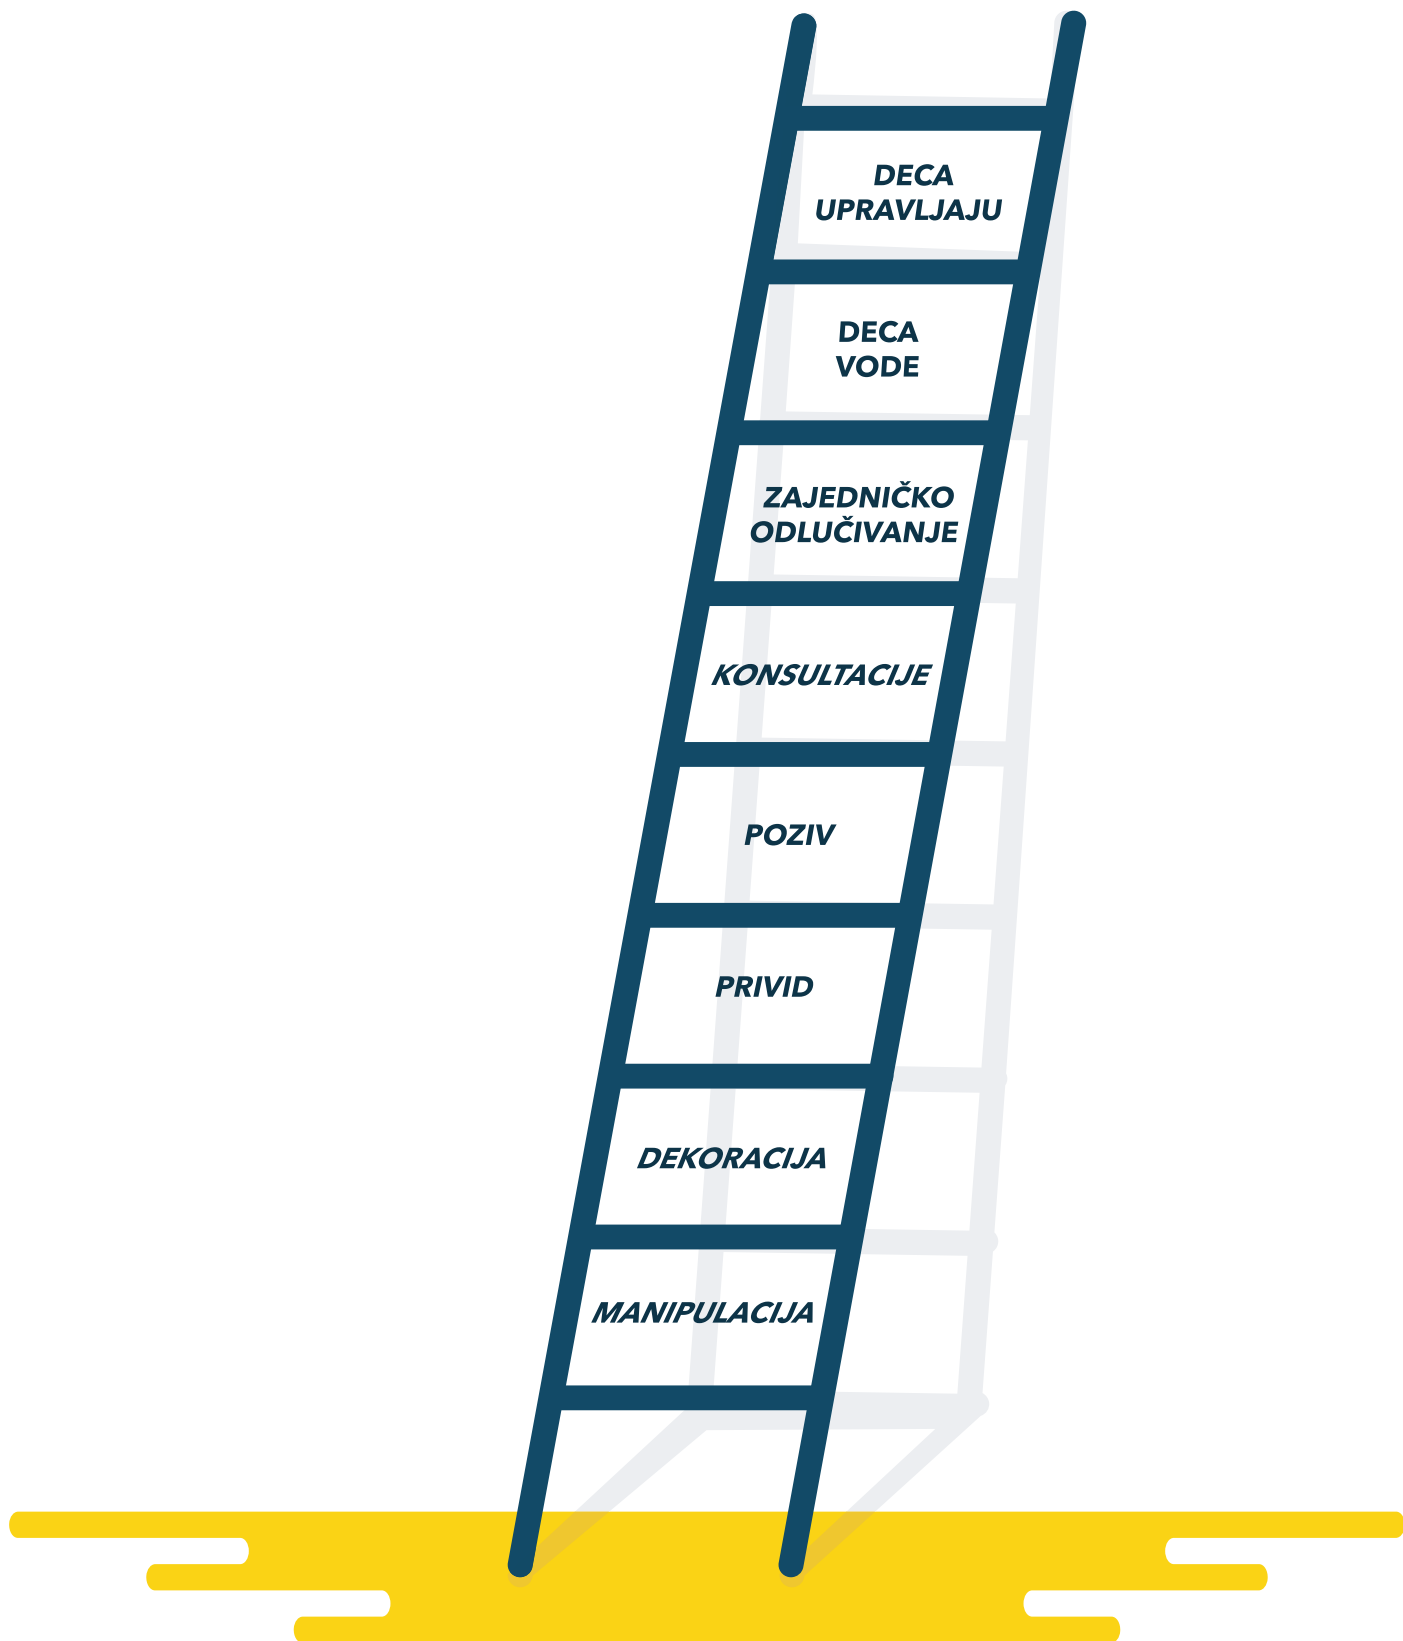 DECA
UPRAVLJAJU
DECA
VODE
ZAJEDNIČKO
ODLUČIVANJE
KONSULTACIJE
POZIV
PRIVID
DEKORACIJA
MANIPULACIJA